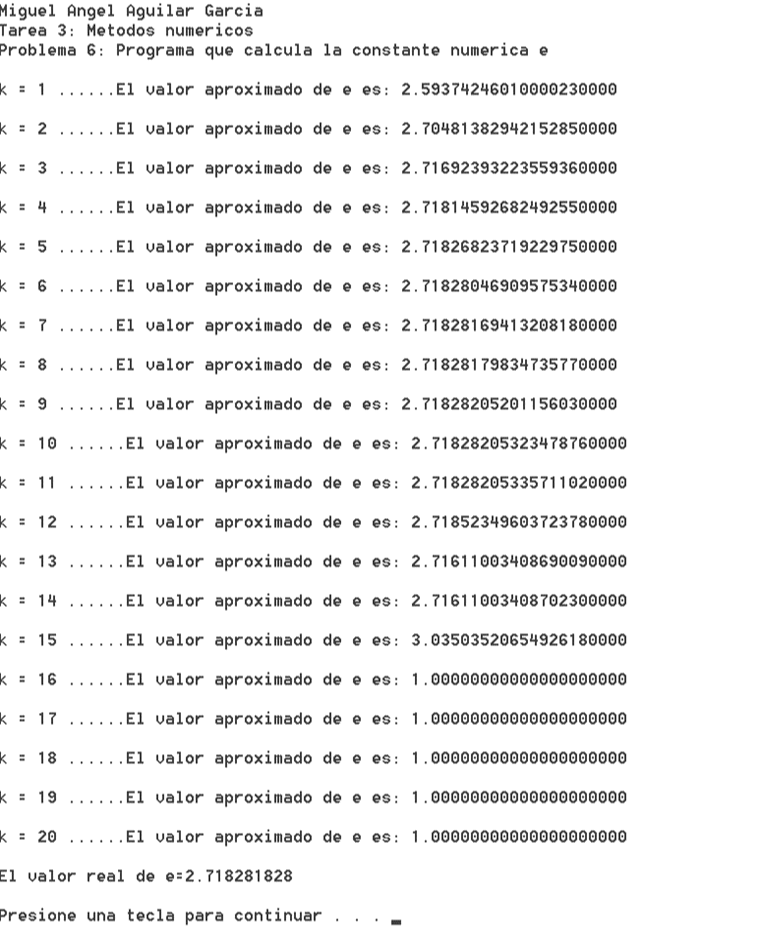 Miguel Angel Aguilar Garcia
Tarea 3: Metodos numericos
Problema 6: Programa que calcula la constante numerica e
k = 1 ......El valor aproximado de e es: 2.59374246010000230000
k = 2 ......El valor aproximado de e es: 2.70481382942152850000
k = 3 ......El valor aproximado de e es: 2.71692393223559360000
k = 4 ......El valor aproximado de e es: 2.71814592682492550000
k = 5 ......El valor aproximado de e es: 2.71826823719229750000
k = 6 ......El valor aproximado de e es: 2.71828046909575340000
k = 7 ......El valor aproximado de e es: 2.71828169413208180000
k = 8 ......El valor aproximado de e es: 2.71828179834735770000
k = 9 ......El valor aproximado de e es: 2.71828205201156030000
k = 10 ......El valor aproximado de e es: 2.71828205323478760000
k = 11 ......El valor aproximado de e es: 2.71828205335711020000
k = 12 ......El valor aproximado de e es: 2.71852349603723780000
k = 13 ......El valor aproximado de e es: 2.71611003408690090000
k = 14 ......El valor aproximado de e es: 2.71611003408702300000
k = 15 ......El valor aproximado de e es: 3.03503520654926180000
k = 16 ......El valor aproximado de e es: 1.00000000000000000000
k = 17 ......El valor aproximado de e es: 1.00000000000000000000
k = 18 ......El valor aproximado de e es: 1.00000000000000000000
k = 19 ......El valor aproximado de e es: 1.00000000000000000000
k = 20 ......El valor aproximado de e es: 1.00000000000000000000
El valor real de e=2.718281828
Presione una tecla para continuar . . . _